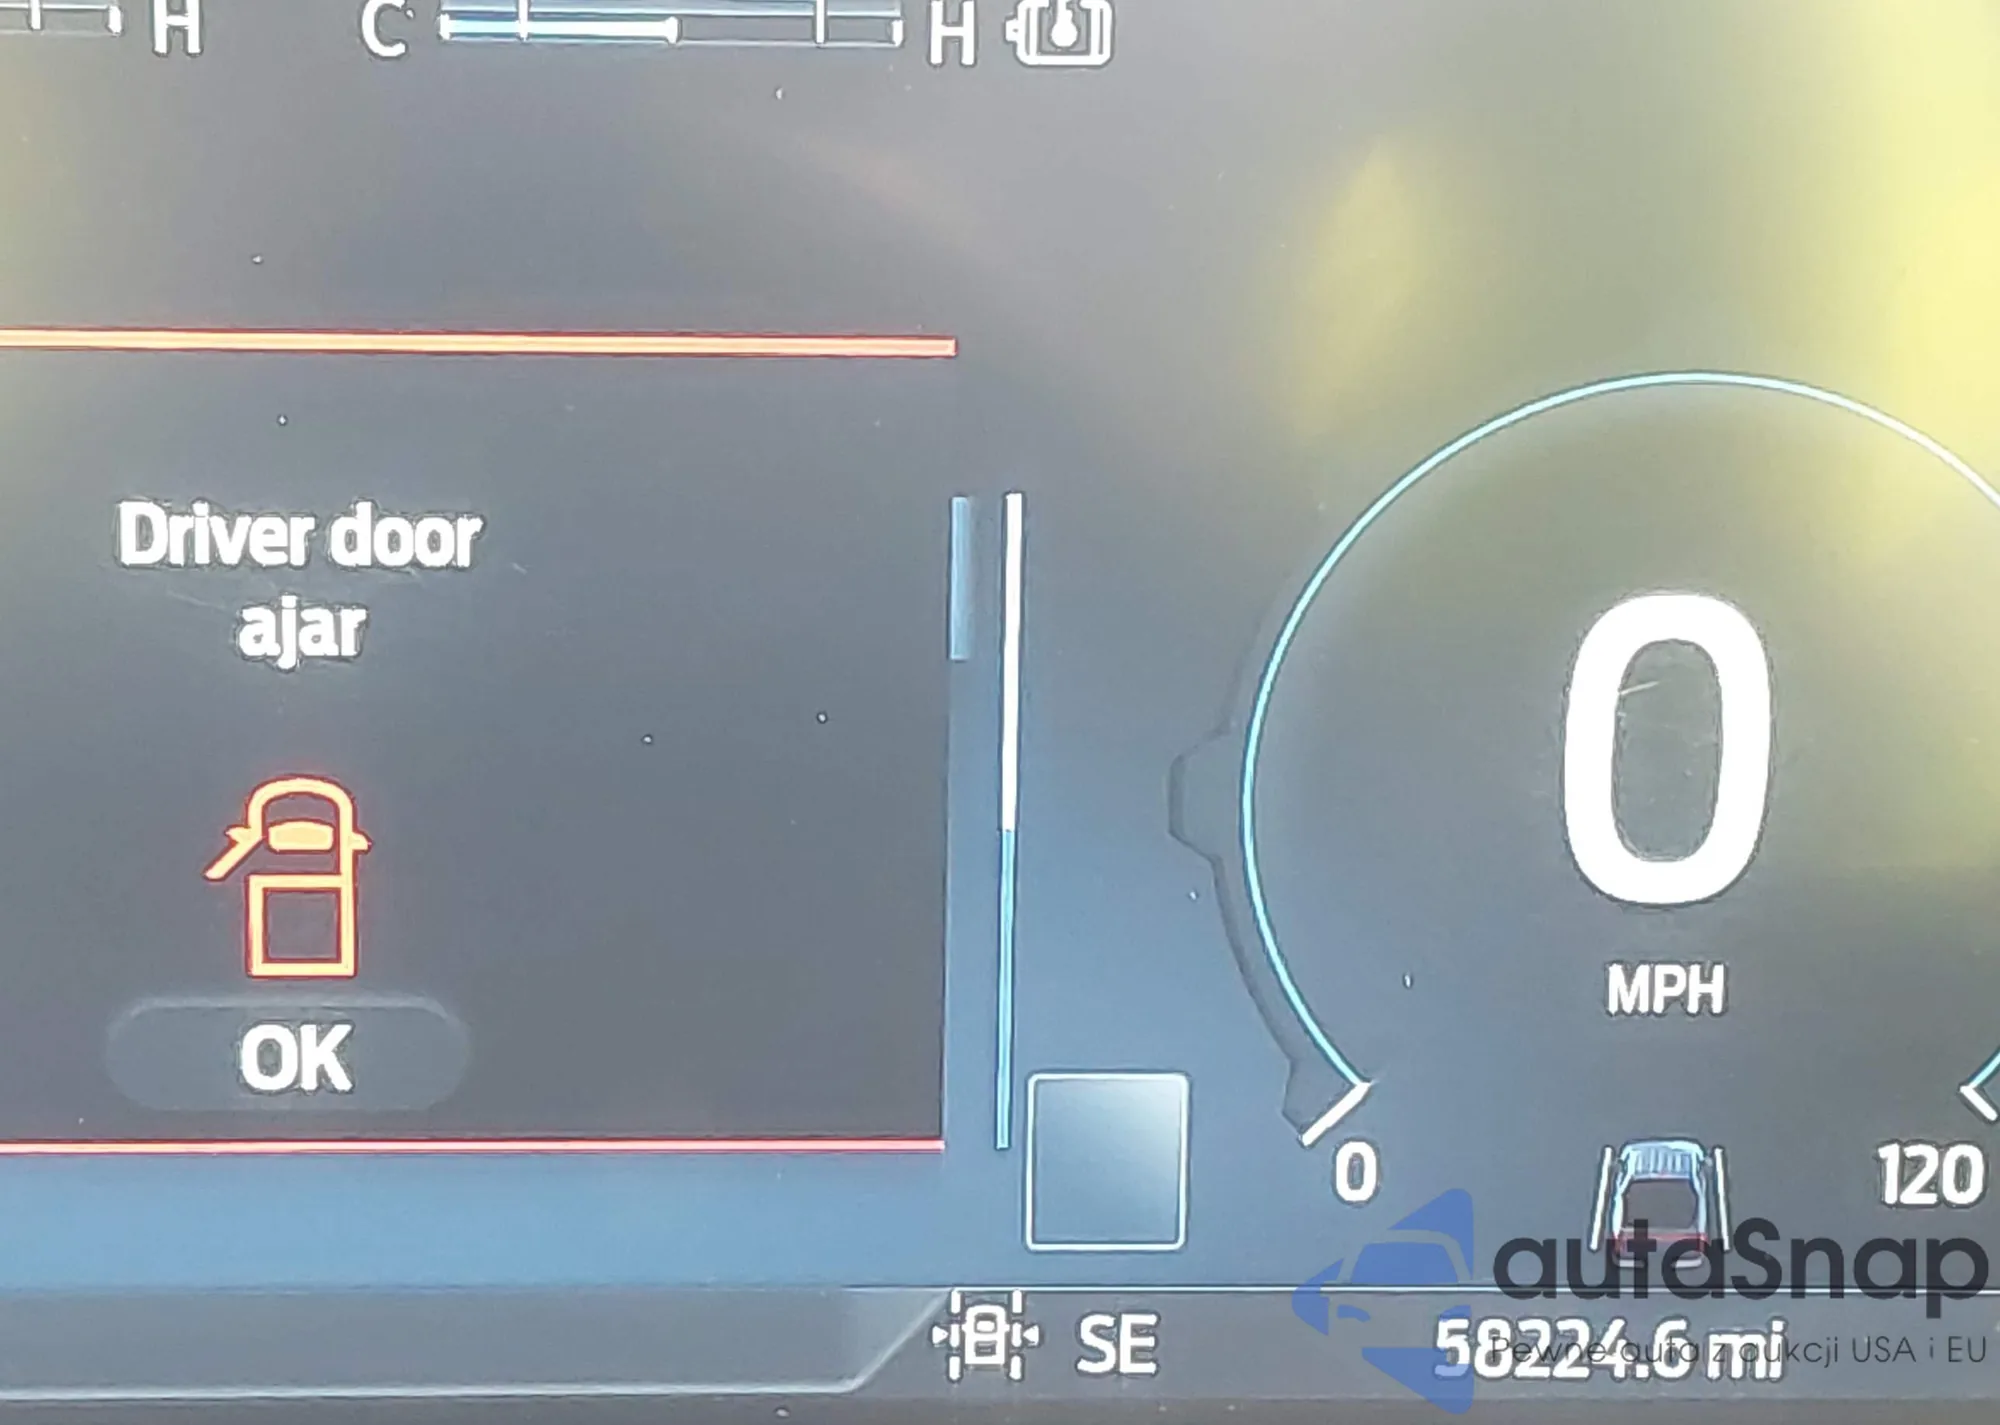 H C H
Driver door
ajar
OK
0
MPH
0
120
autaSnap
SE
58224.6 mi
Pewne auta z aukcji USA i EU